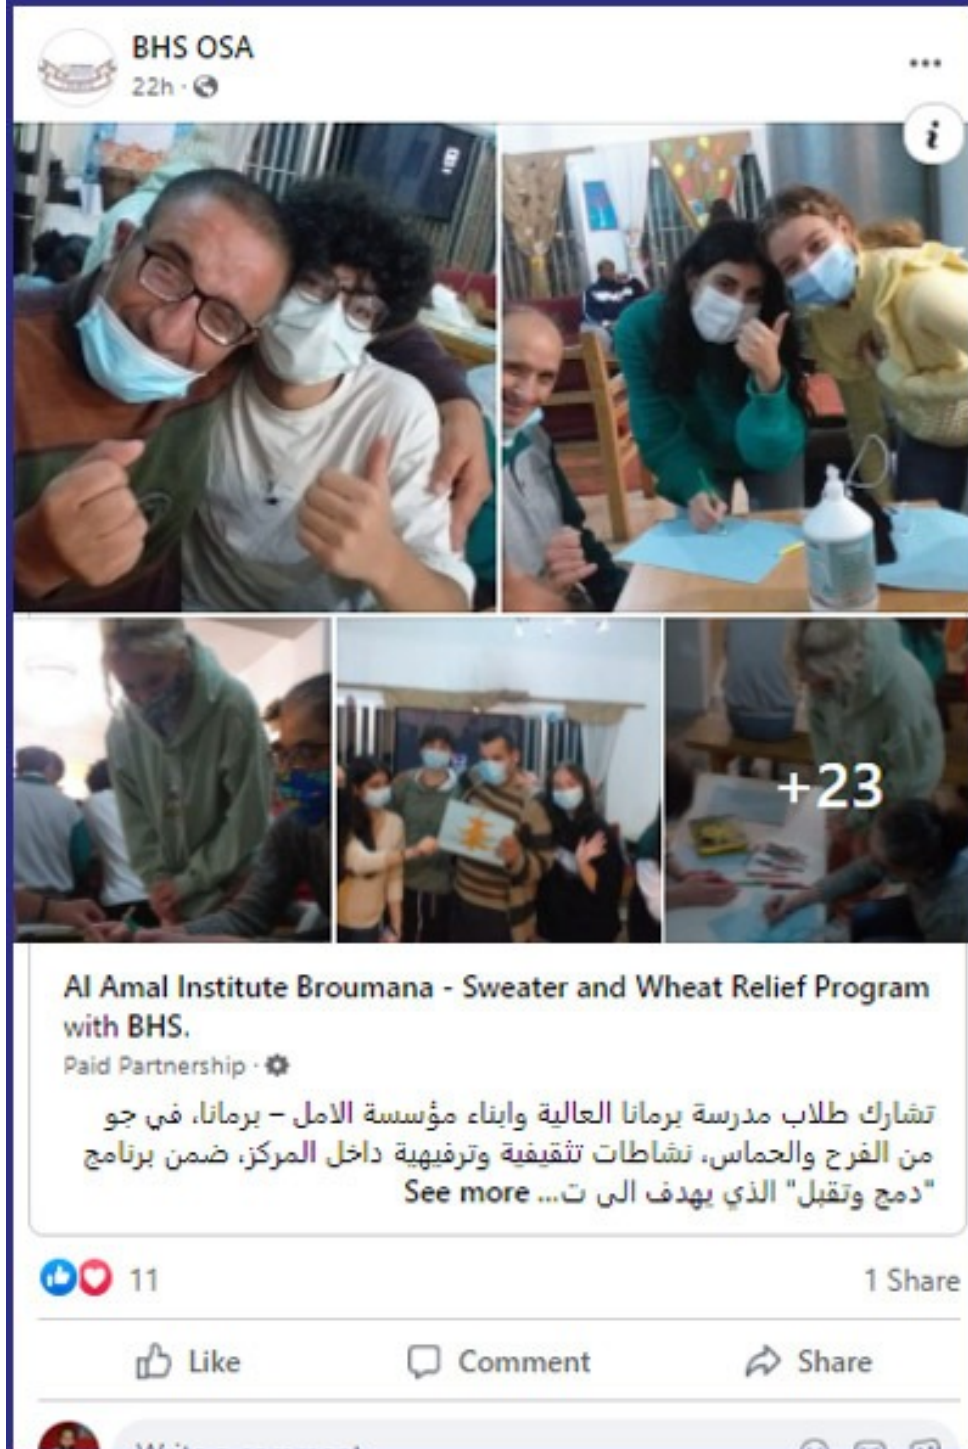 BHS OSA
22h ·
+23
Al Amal Institute Broumana - Sweater and Wheat Relief Program
with BHS.
Paid Partnership ·
تشارك طلاب مدرسة برمانا العالية وابناء مؤسسة الامل – برمانا، في جو
من الفرح والحماس، نشاطات تثقيفية وترفيهية داخل المركز، ضمن برنامج
"دمج وتقبل" الذي يهدف الى ت... See more
11
1 Share
Like
Comment
Share